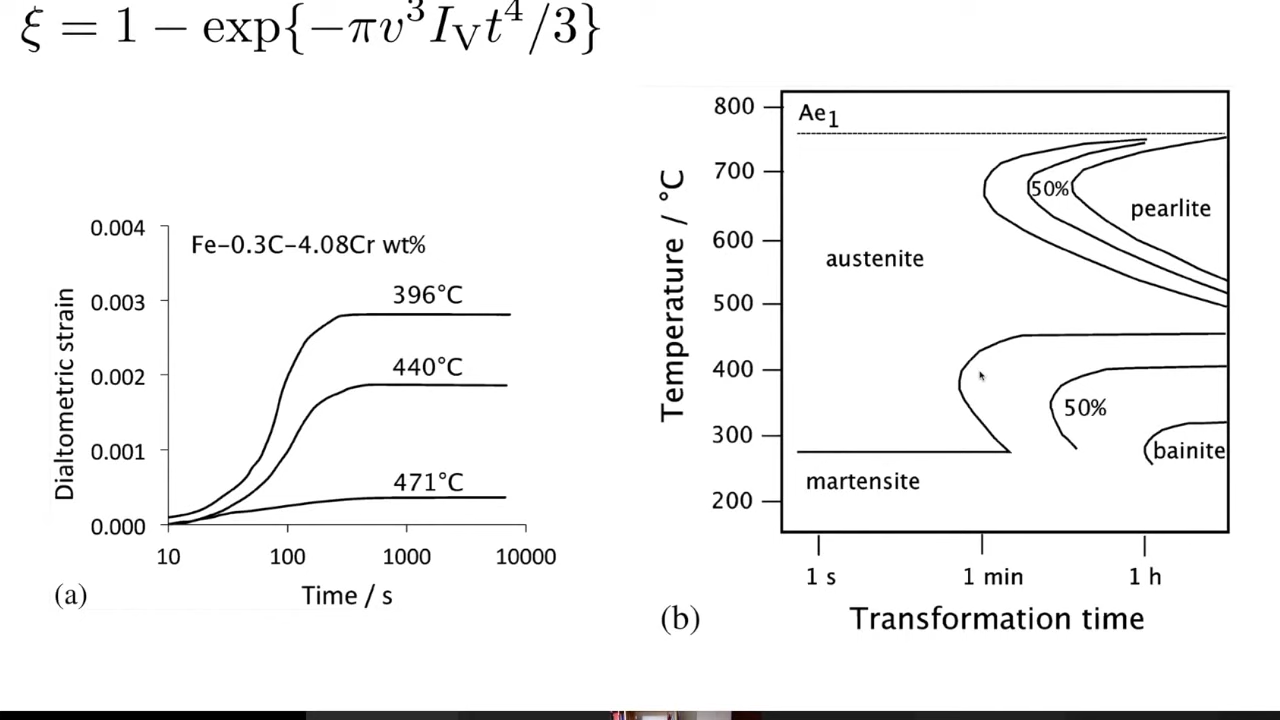 ξ = 1 − exp{−πv³I_Vt⁴/3}
0.004
0.003
0.002
0.001
0.000
Dialtometric strain
Fe–0.3C–4.08Cr wt%
396°C
440°C
471°C
10
100
1000
10000
Time / s
(a)
800
700
600
500
400
300
200
Temperature / °C
Ae1
50%
pearlite
austenite
50%
bainite
martensite
1 s
1 min
1 h
Transformation time
(b)